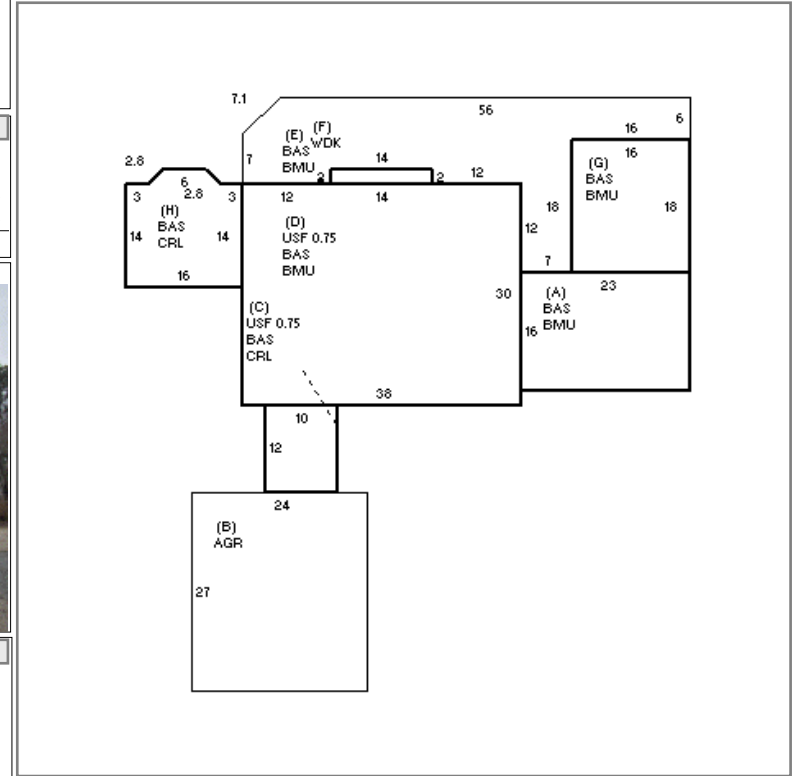 7.1
56
6
16
(E)
BAS
BMU
(F)
WDK
14
16
2.8
7
(G)
BAS
BMU
2
2
12
6
2.8
3
3
12
14
18
18
(H)
BAS
CRL
(D)
USF 0.75
BAS
BMU
12
14
14
7
16
23
30
(A)
BAS
BMU
16
(C)
USF 0.75
BAS
CRL
38
10
12
24
(B)
AGR
27